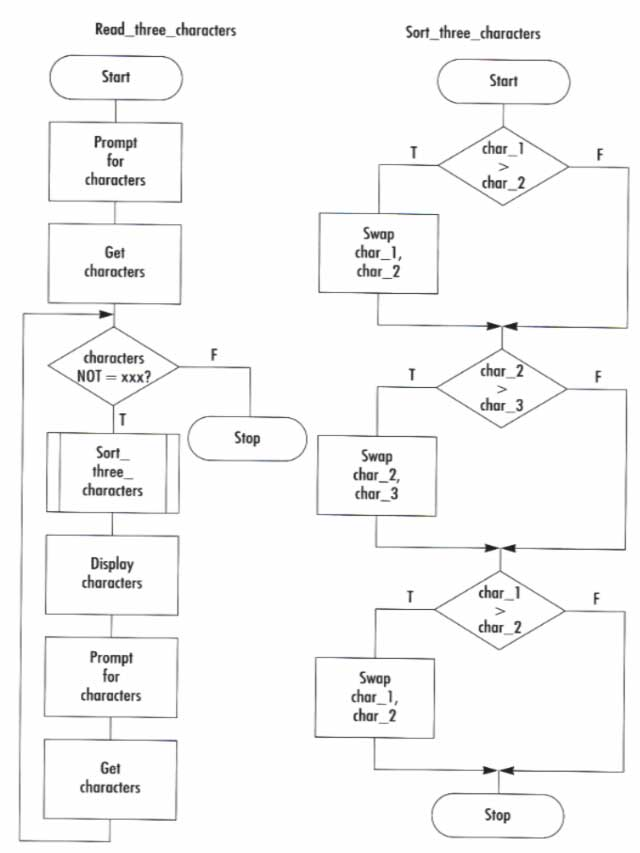 Read_three_characters
Start
Prompt
for
characters
Get
characters
characters
NOT = xxx?
F
T
Stop
Sort_
three_
characters
Display
characters
Prompt
for
characters
Get
characters
Sort_three_characters
Start
char_1
>
char_2
T
F
Swap
char_1,
char_2
char_2
>
char_3
T
F
Swap
char_2,
char_3
char_1
>
char_2
T
F
Swap
char_1,
char_2
Stop